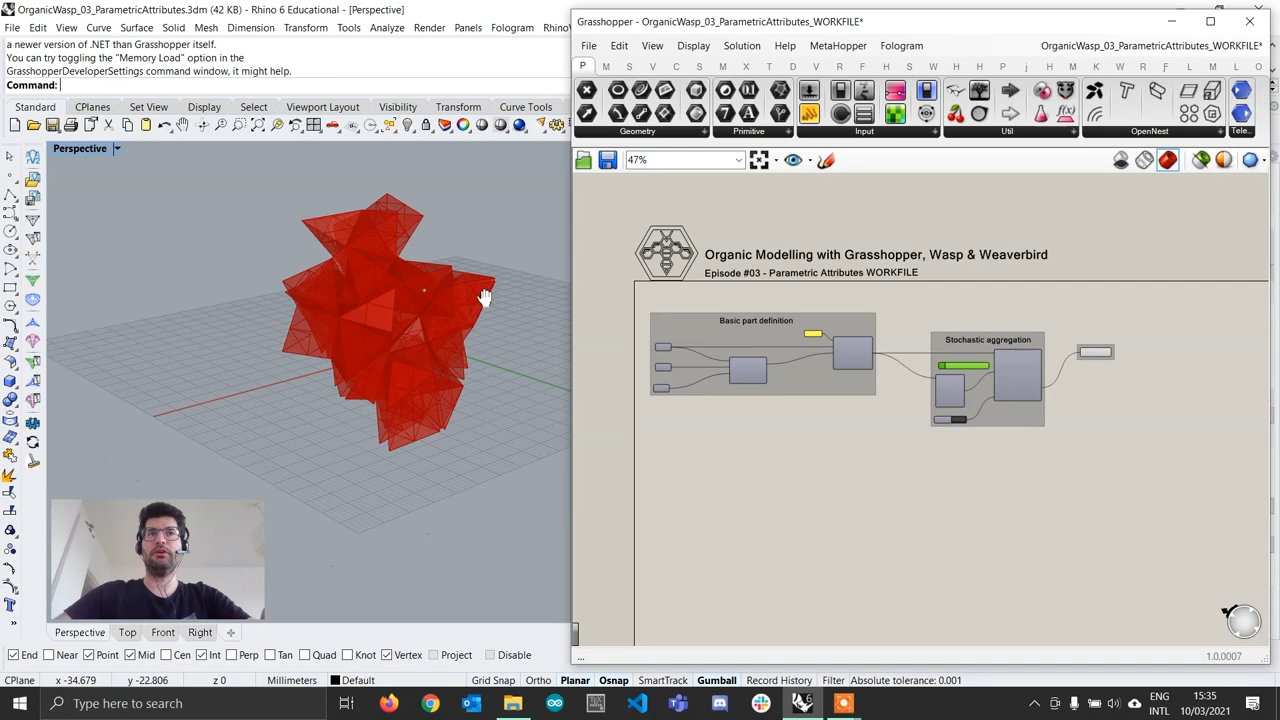 OrganicWasp_03_ParametricAttributes.3dm (42 KB) - Rhino 6 Educational - [Perspective]
File Edit View Curve Surface Solid Mesh Dimension Transform Tools Analyze Render Panels Fologram
a newer version of .NET than Grasshopper itself.
You can try toggling the "Memory Load" option in the
GrasshopperDeveloperSettings command window, it might help.
Command:
Standard CPlanes Set View Display Select Viewport Layout Visibility Transform Curve Tools
Perspective
Grasshopper - OrganicWasp_03_ParametricAttributes_WORKFILE*
File Edit View Display Solution Help MetaHopper Fologram OrganicWasp_03_ParametricAttributes_WORKFILE*
Geometry Primitive Input Util OpenNest Tele...
47%
Organic Modelling with Grasshopper, Wasp & Weaverbird
Episode #03 - Parametric Attributes WORKFILE
Basic part definition
Stochastic aggregation
... 1.0.0007
Perspective Top Front Right
End Near Point Mid Cen Int Perp Tan Quad Knot Vertex Project Disable
CPlane x -34.679 y -22.806 z 0 Millimeters Default Grid Snap Ortho Planar Osnap SmartTrack Gumball Record History Filter Absolute tolerance: 0.001
Type here to search
ENG
INTL
15:35
10/03/2021